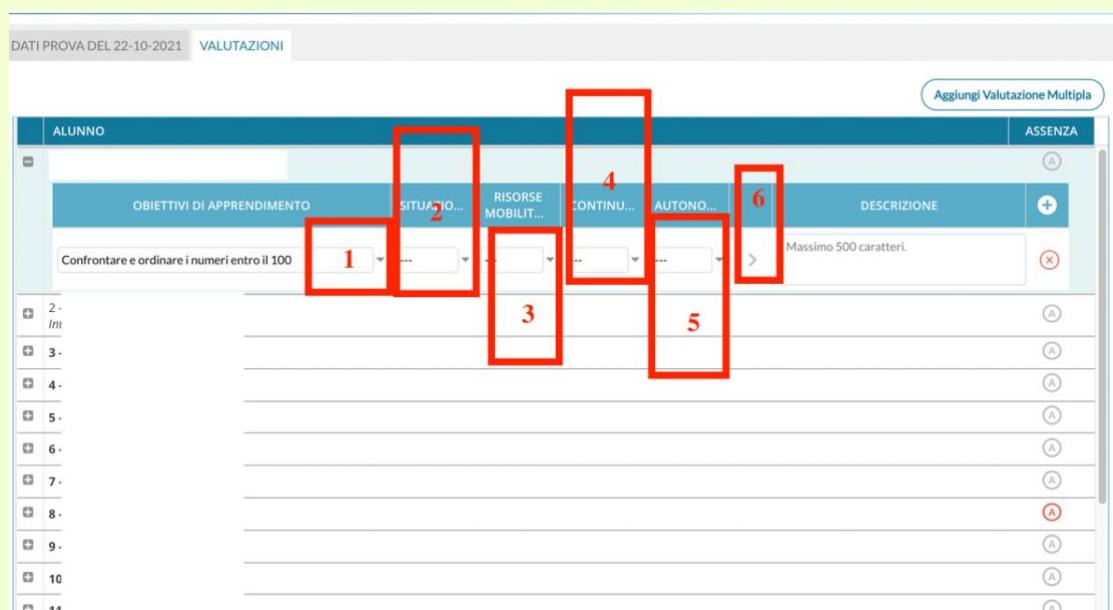 DATI PROVA DEL 22-10-2021 VALUTAZIONI
Aggiungi Valutazione Multipla
ALUNNO ASSENZA
A
OBIETTIVI DI APPRENDIMENTO SITUAZIO... RISORSE MOBILIT... CONTINU... AUTONO... DESCRIZIONE
2 4 6
Confrontare e ordinare i numeri entro il 100 1 --- --- --- --- Massimo 500 caratteri.
3 5
2 - A
3 - A
4 - A
5 - A
6 - A
7 - A
8 - A
9 - A
10 A
11 A